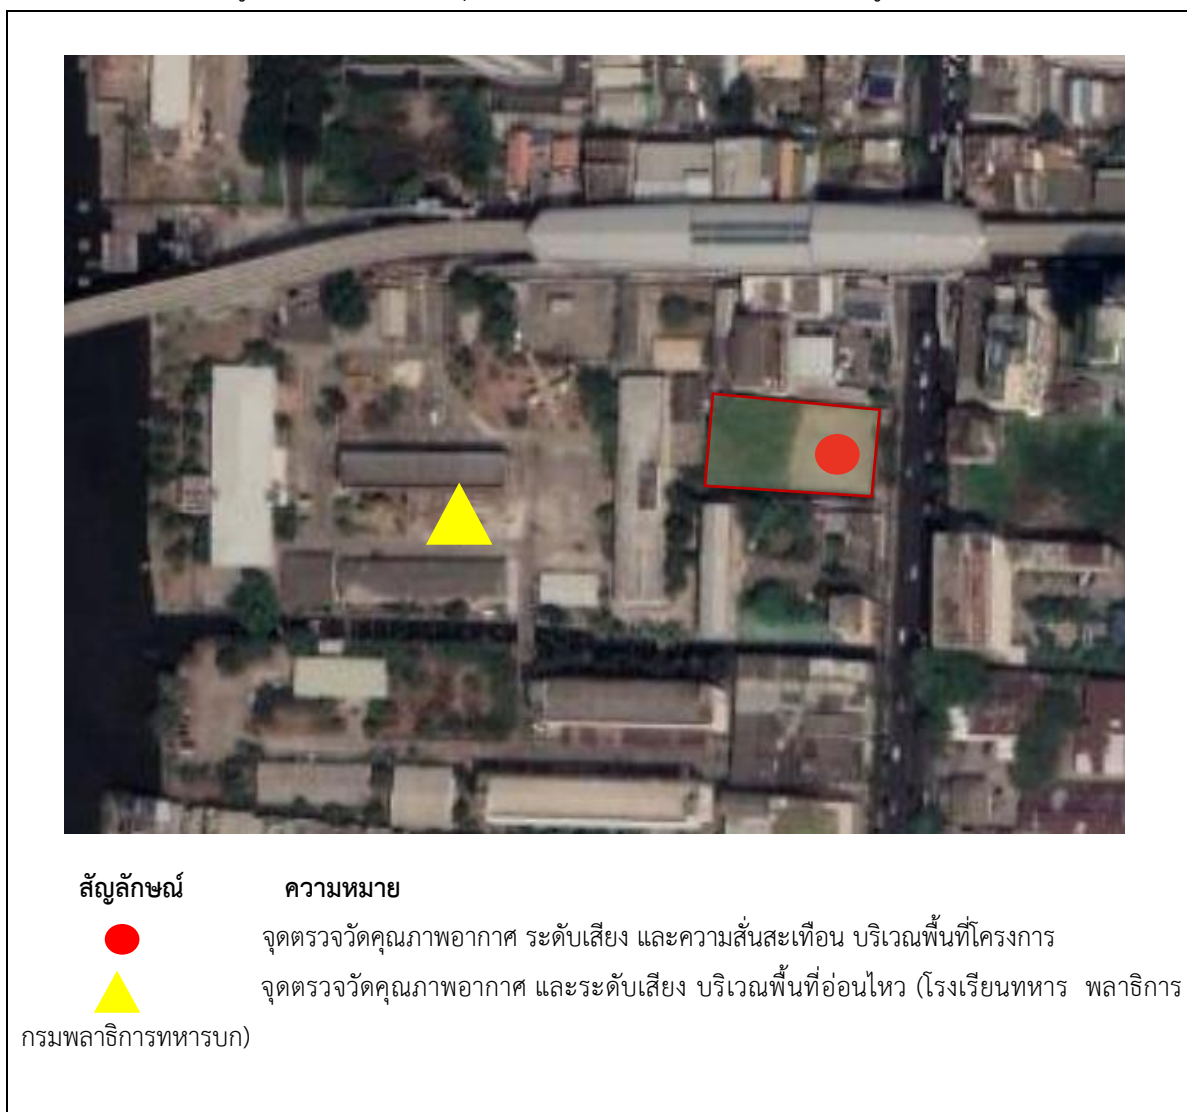 สัญลักษณ์ ความหมาย
จุดตรวจวัดคุณภาพอากาศ ระดับเสียง และความสั่นสะเทือน บริเวณพื้นที่โครงการ
จุดตรวจวัดคุณภาพอากาศ และระดับเสียง บริเวณพื้นที่อ่อนไหว (โรงเรียนทหาร พลาธิการ
กรมพลาธิการทหารบก)